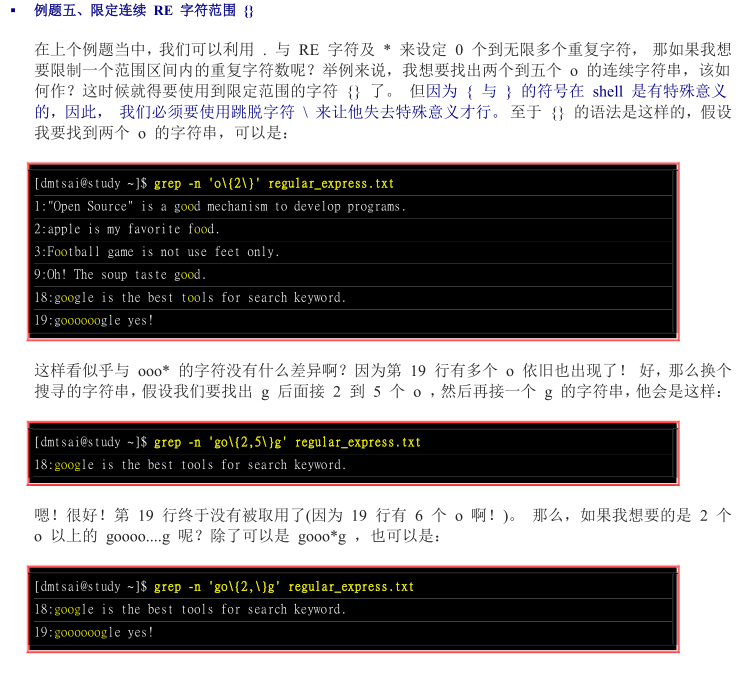 ▪ 例题五、限定连续 RE 字符范围 {}
在上个例题当中,我们可以利用 . 与 RE 字符及 * 来设定 0 个到无限多个重复字符, 那如果我想
要限制一个范围区间内的重复字符数呢?举例来说,我想要找出两个到五个 o 的连续字符串,该如
何作?这时候就得要使用到限定范围的字符 {} 了。 但因为 { 与 } 的符号在 shell 是有特殊意义
的,因此, 我们必须要使用跳脱字符 \ 来让他失去特殊意义才行。至于 {} 的语法是这样的,假设
我要找到两个 o 的字符串,可以是:
[dmtsai@study ~]$ grep -n 'o\{2\}' regular_express.txt
1:"Open Source" is a good mechanism to develop programs.
2:apple is my favorite food.
3:Football game is not use feet only.
9:Oh! The soup taste good.
18:google is the best tools for search keyword.
19:goooooogle yes!
这样看似乎与 ooo* 的字符没有什么差异啊?因为第 19 行有多个 o 依旧也出现了! 好,那么换个
搜寻的字符串,假设我们要找出 g 后面接 2 到 5 个 o ,然后再接一个 g 的字符串,他会是这样:
[dmtsai@study ~]$ grep -n 'go\{2,5\}g' regular_express.txt
18:google is the best tools for search keyword.
嗯!很好!第 19 行终于没有被取用了(因为 19 行有 6 个 o 啊!)。 那么,如果我想要的是 2 个
o 以上的 goooo....g 呢?除了可以是 gooo*g ,也可以是:
[dmtsai@study ~]$ grep -n 'go\{2,\}g' regular_express.txt
18:google is the best tools for search keyword.
19:goooooogle yes!